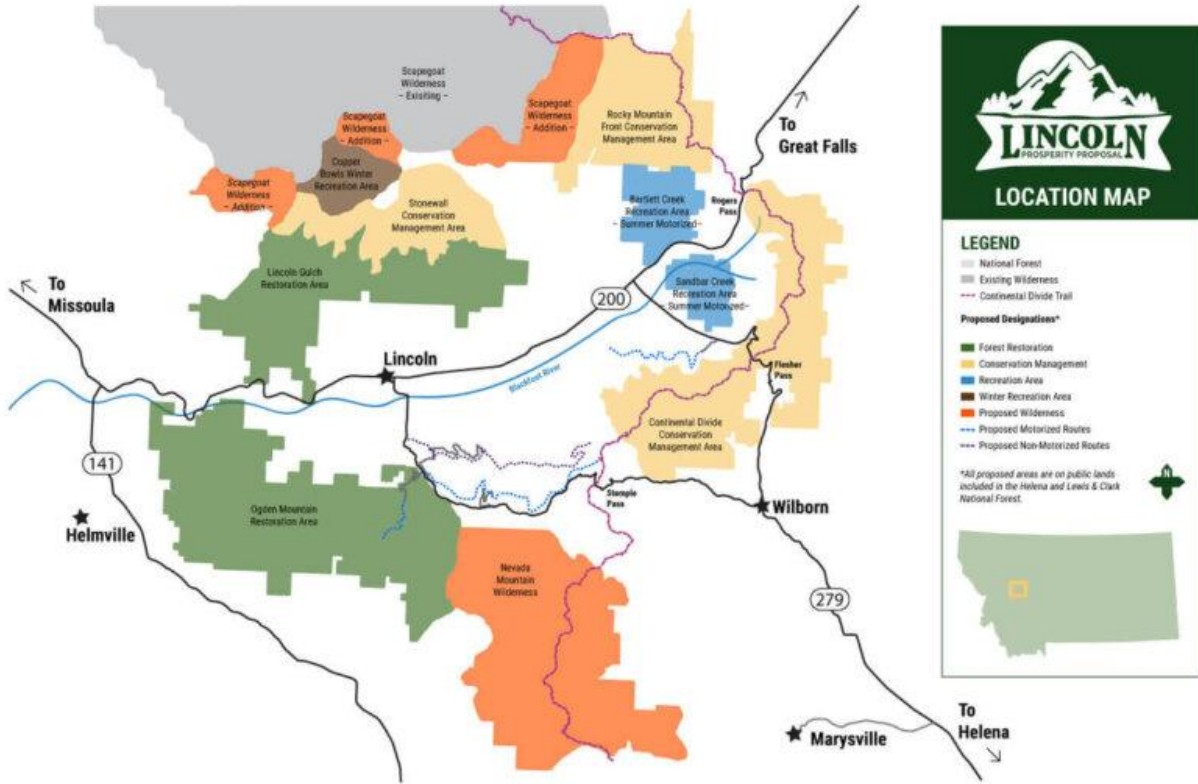 Scapegoat
Wilderness
- Exisiting -
Scapegoat
Wilderness
- Addition -
Scapegoat
Wilderness
- Addition -
Scapegoat
Wilderness
- Addition -
Copper
Bowls Winter
Recreation Area
Rocky Mountain
Front Conservation
Management Area
Stonewall
Conservation
Management Area
Bartlett Creek
Recreation Area
- Summer Motorized -
Rogers
Pass
To
Great Falls
Lincoln Gulch
Restoration Area
Sandbar Creek
Recreation Area
- Summer Motorized -
To
Missoula
200
Lincoln
Blackfoot River
Flesher
Pass
Continental Divide
Conservation
Management Area
141
Helmville
Ogden Mountain
Restoration Area
Stemple
Pass
Wilborn
Nevada
Mountain
Wilderness
279
Marysville
To
Helena
LINCOLN
PROSPERITY PROPOSAL
LOCATION MAP
LEGEND
National Forest
Existing Wilderness
Continental Divide Trail
Proposed Designations*
Forest Restoration
Conservation Management
Recreation Area
Winter Recreation Area
Proposed Wilderness
Proposed Motorized Routes
Proposed Non-Motorized Routes
*All proposed areas are on public lands
included in the Helena and Lewis & Clark
National Forest.
N